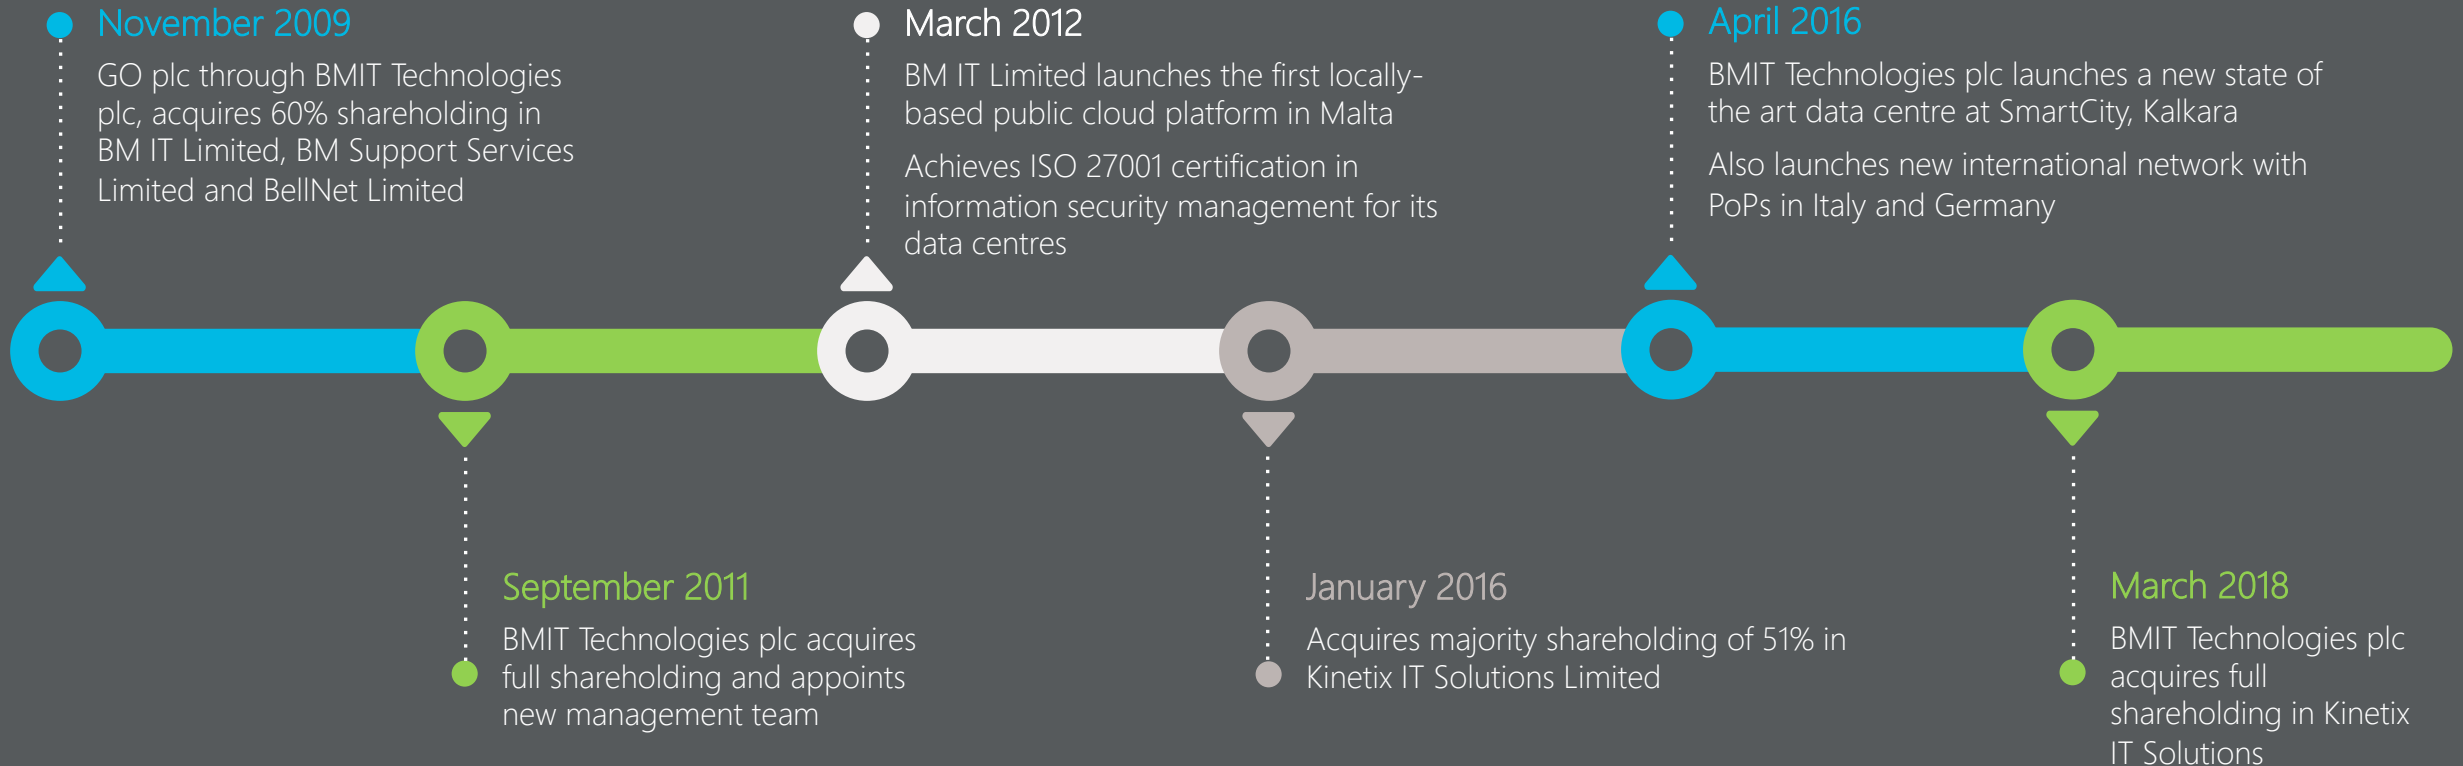 November 2009
GO plc through BMIT Technologies
plc, acquires 60% shareholding in
BM IT Limited, BM Support Services
Limited and BellNet Limited
March 2012
BM IT Limited launches the first locally-
based public cloud platform in Malta
Achieves ISO 27001 certification in
information security management for its
data centres
April 2016
BMIT Technologies plc launches a new state of
the art data centre at SmartCity, Kalkara
Also launches new international network with
PoPs in Italy and Germany
September 2011
BMIT Technologies plc acquires
full shareholding and appoints
new management team
January 2016
Acquires majority shareholding of 51% in
Kinetix IT Solutions Limited
March 2018
BMIT Technologies plc
acquires full
shareholding in Kinetix
IT Solutions